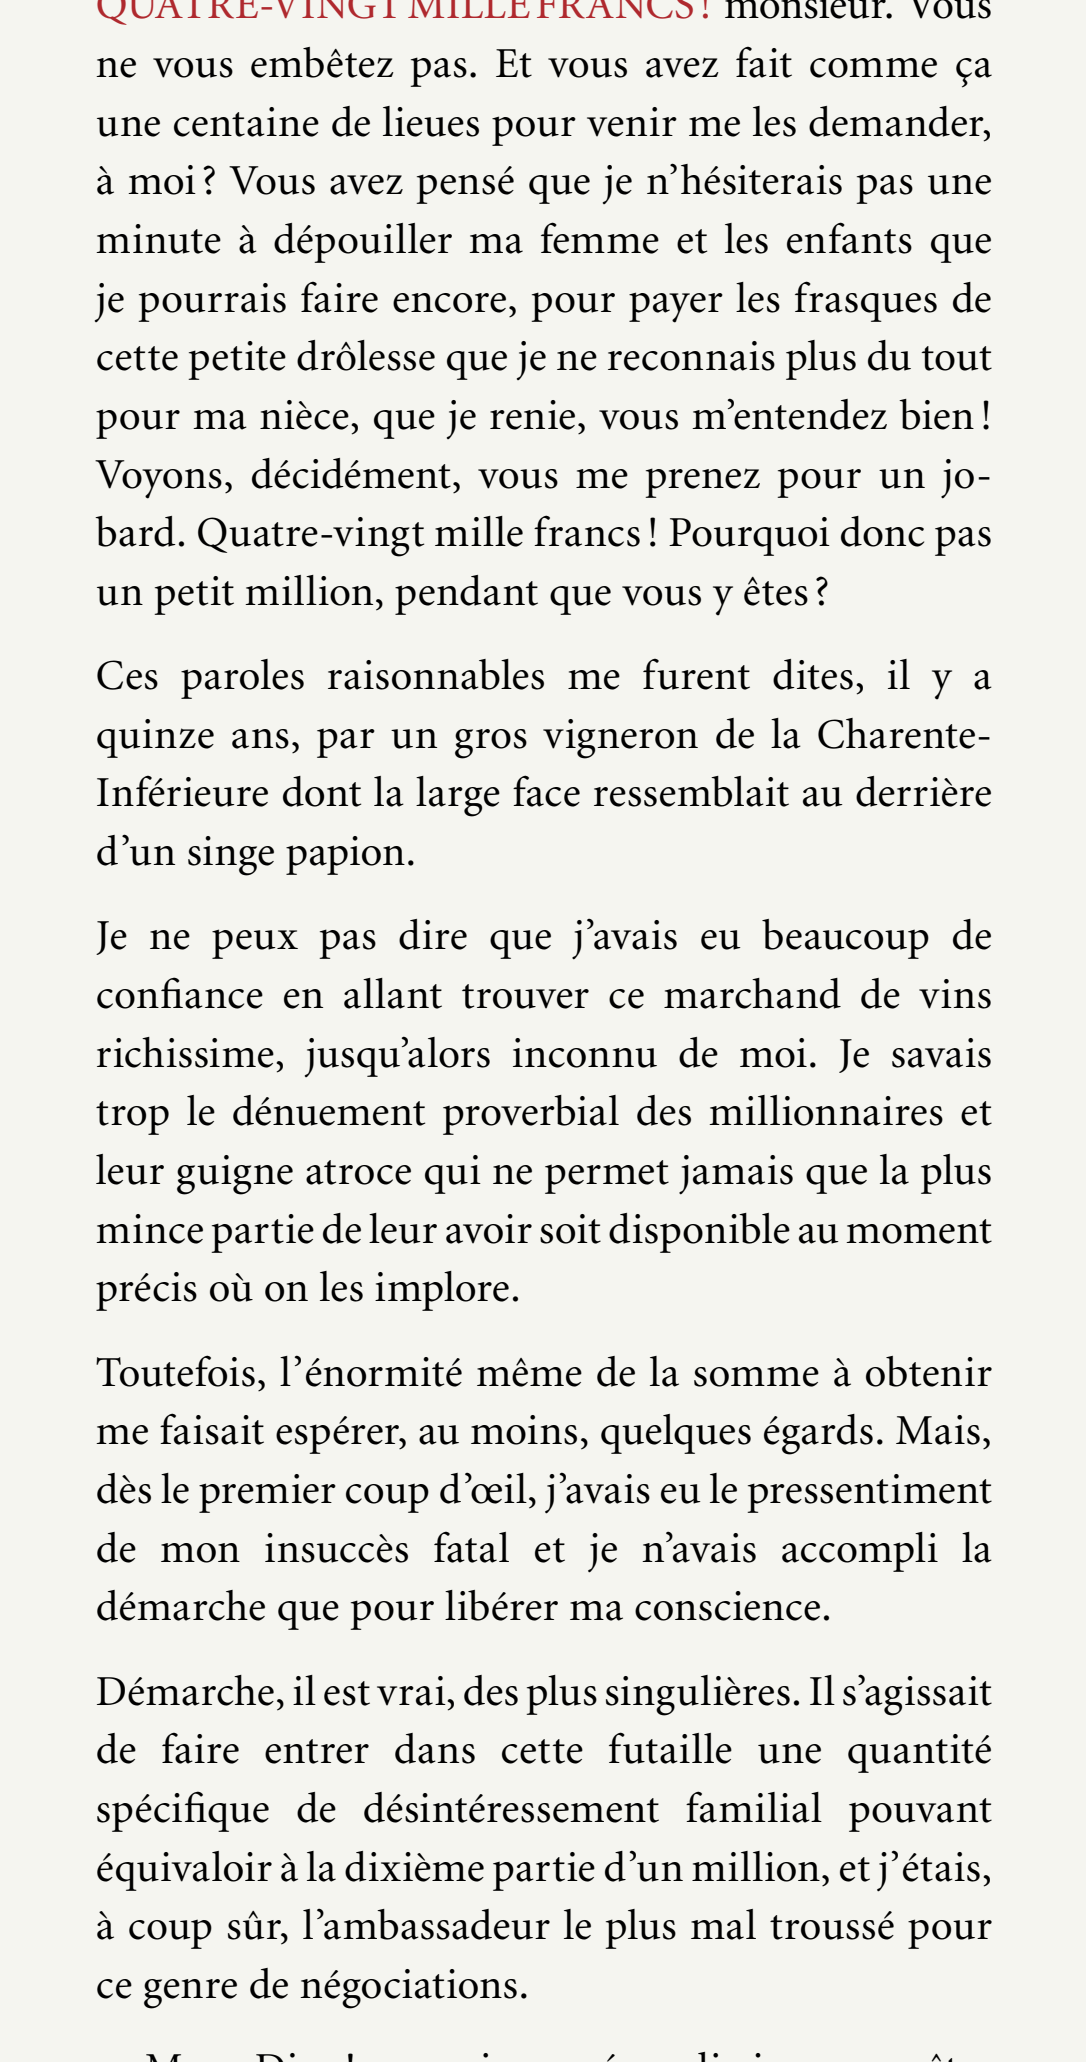 QUATRE-VINGT MILLE FRANCS ! monsieur. Vous
ne vous embêtez pas. Et vous avez fait comme ça
une centaine de lieues pour venir me les demander,
à moi ? Vous avez pensé que je n’hésiterais pas une
minute à dépouiller ma femme et les enfants que
je pourrais faire encore, pour payer les frasques de
cette petite drôlesse que je ne reconnais plus du tout
pour ma nièce, que je renie, vous m’entendez bien !
Voyons, décidément, vous me prenez pour un jo-
bard. Quatre-vingt mille francs ! Pourquoi donc pas
un petit million, pendant que vous y êtes ?
Ces paroles raisonnables me furent dites, il y a
quinze ans, par un gros vigneron de la Charente-
Inférieure dont la large face ressemblait au derrière
d’un singe papion.
Je ne peux pas dire que j’avais eu beaucoup de
confiance en allant trouver ce marchand de vins
richissime, jusqu’alors inconnu de moi. Je savais
trop le dénuement proverbial des millionnaires et
leur guigne atroce qui ne permet jamais que la plus
mince partie de leur avoir soit disponible au moment
précis où on les implore.
Toutefois, l’énormité même de la somme à obtenir
me faisait espérer, au moins, quelques égards. Mais,
dès le premier coup d’œil, j’avais eu le pressentiment
de mon insuccès fatal et je n’avais accompli la
démarche que pour libérer ma conscience.
Démarche, il est vrai, des plus singulières. Il s’agissait
de faire entrer dans cette futaille une quantité
spécifique de désintéressement familial pouvant
équivaloir à la dixième partie d’un million, et j’étais,
à coup sûr, l’ambassadeur le plus mal troussé pour
ce genre de négociations.